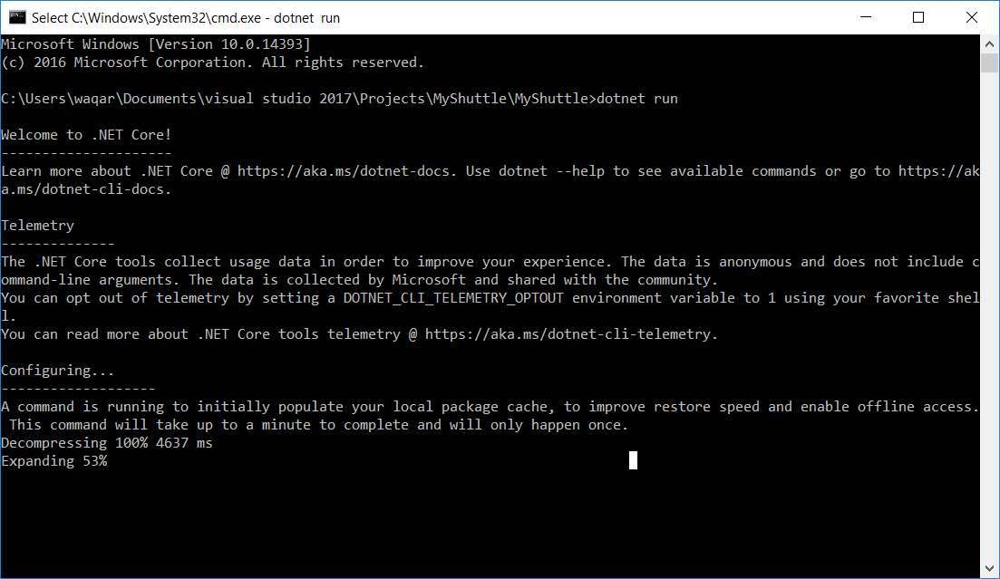 Select C:\Windows\System32\cmd.exe - dotnet  run
Microsoft Windows [Version 10.0.14393]
(c) 2016 Microsoft Corporation. All rights reserved.
C:\Users\waqar\Documents\visual studio 2017\Projects\MyShuttle\MyShuttle>dotnet run
Welcome to .NET Core!
---------------------
Learn more about .NET Core @ https://aka.ms/dotnet-docs. Use dotnet --help to see available commands or go to https://ak
a.ms/dotnet-cli-docs.
Telemetry
--------------
The .NET Core tools collect usage data in order to improve your experience. The data is anonymous and does not include c
ommand-line arguments. The data is collected by Microsoft and shared with the community.
You can opt out of telemetry by setting a DOTNET_CLI_TELEMETRY_OPTOUT environment variable to 1 using your favorite shel
l.
You can read more about .NET Core tools telemetry @ https://aka.ms/dotnet-cli-telemetry.
Configuring...
-------------------
A command is running to initially populate your local package cache, to improve restore speed and enable offline access.
 This command will take up to a minute to complete and will only happen once.
Decompressing 100% 4637 ms
Expanding 53%